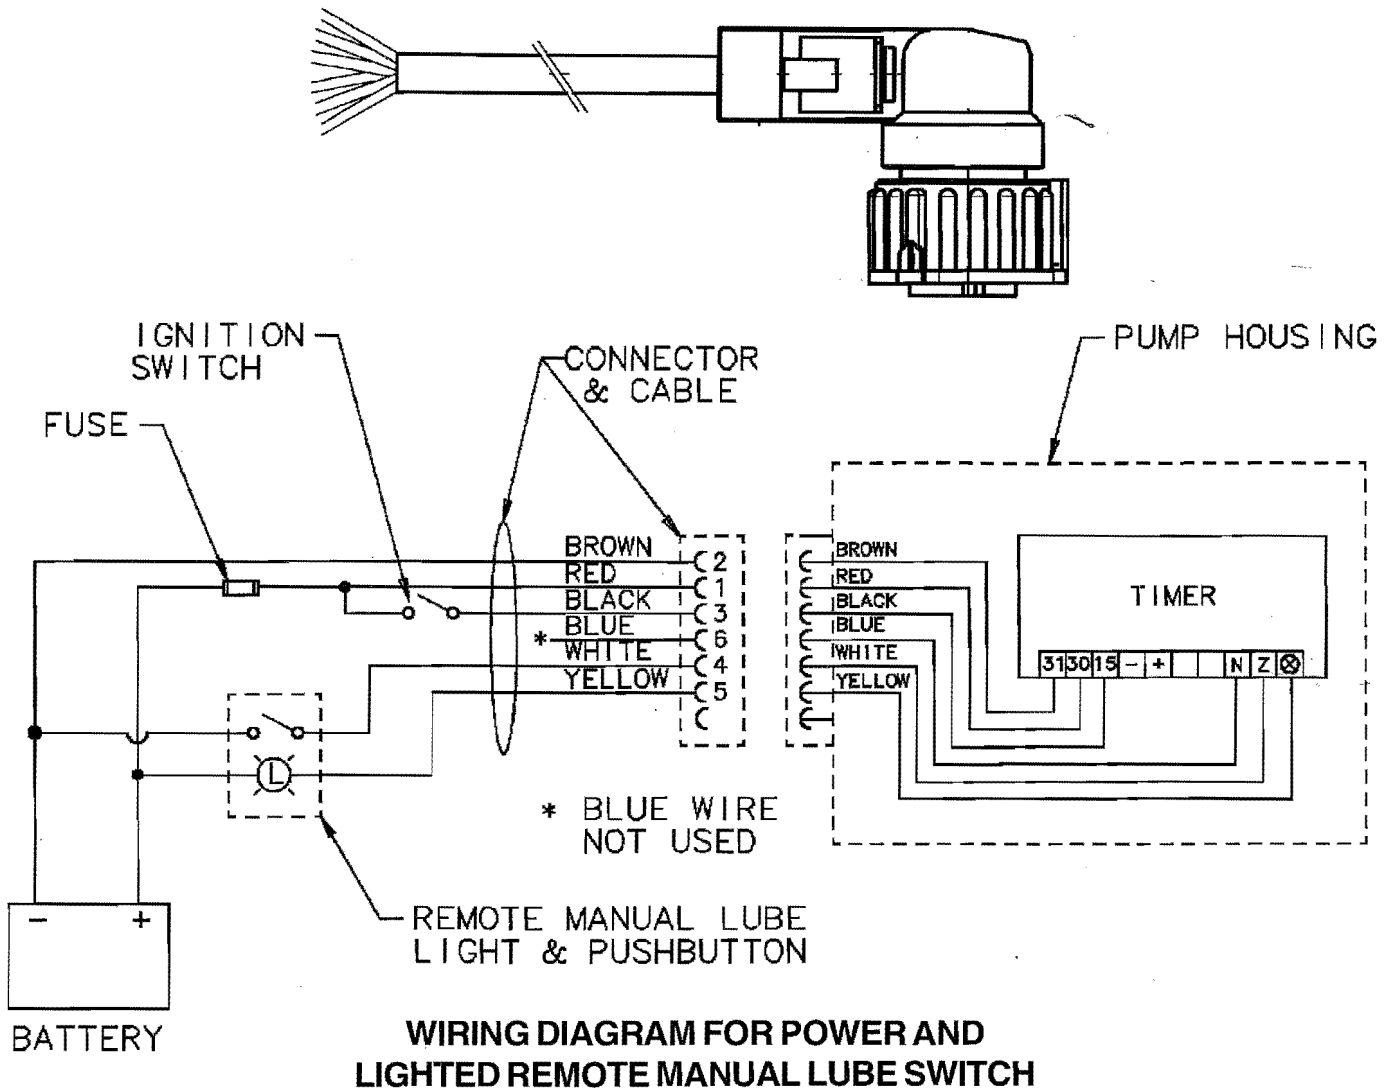 IGNITION
SWITCH
CONNECTOR
& CABLE
PUMP HOUSING
FUSE
BROWN 2
RED 1
BLACK 3
* BLUE 6
WHITE 4
YELLOW 5
BROWN
RED
BLACK
BLUE
WHITE
YELLOW
TIMER
31 30 15 - + N Z
L
* BLUE WIRE
NOT USED
- +
BATTERY
REMOTE MANUAL LUBE
LIGHT & PUSHBUTTON
WIRING DIAGRAM FOR POWER AND
LIGHTED REMOTE MANUAL LUBE SWITCH